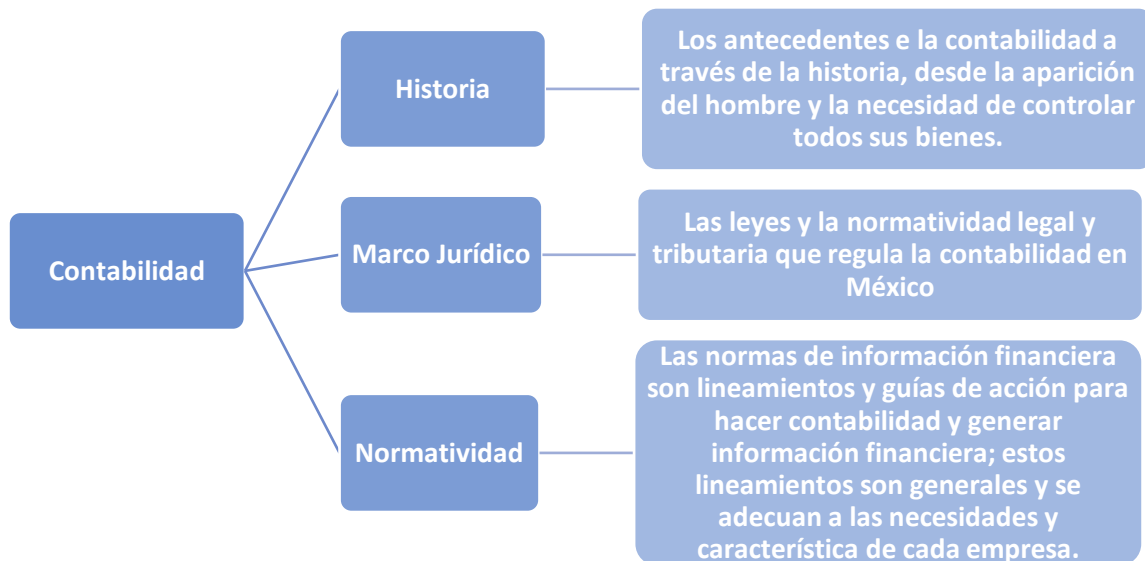 Contabilidad
Historia
Los antecedentes e la contabilidad a
través de la historia, desde la aparición
del hombre y la necesidad de controlar
todos sus bienes.
Marco Jurídico
Las leyes y la normatividad legal y
tributaria que regula la contabilidad en
México
Normatividad
Las normas de información financiera
son lineamientos y guías de acción para
hacer contabilidad y generar
información financiera; estos
lineamientos son generales y se
adecuan a las necesidades y
característica de cada empresa.